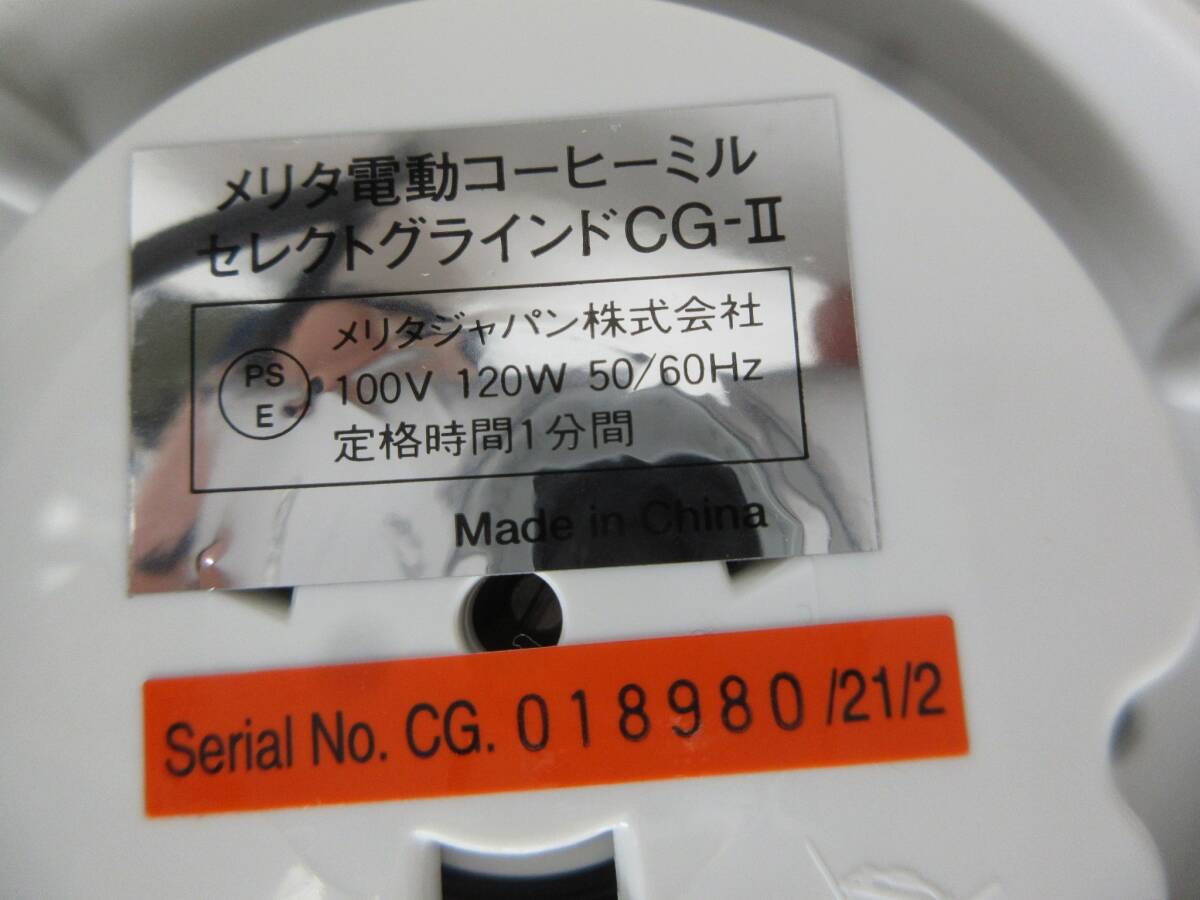 メリタ電動コーヒーミル
セレクトグラインドCG-Ⅱ
メリタジャパン株式会社
PS
E
100V 120W 50/60Hz
定格時間1分間
Made in China
Serial No. CG. 018980 /21/2